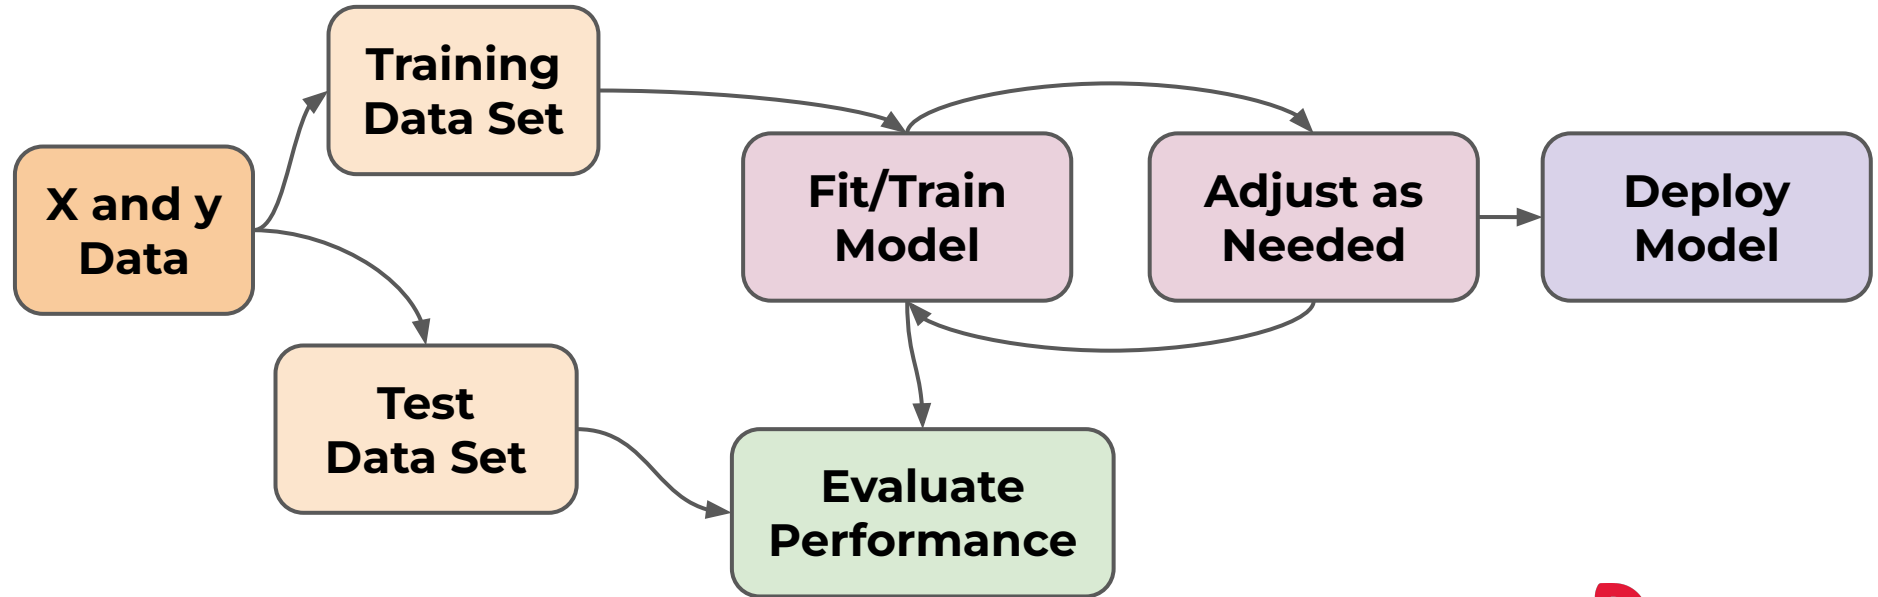 Training
Data Set
X and y
Data
Fit/Train
Model
Adjust as
Needed
Deploy
Model
Test
Data Set
Evaluate
Performance